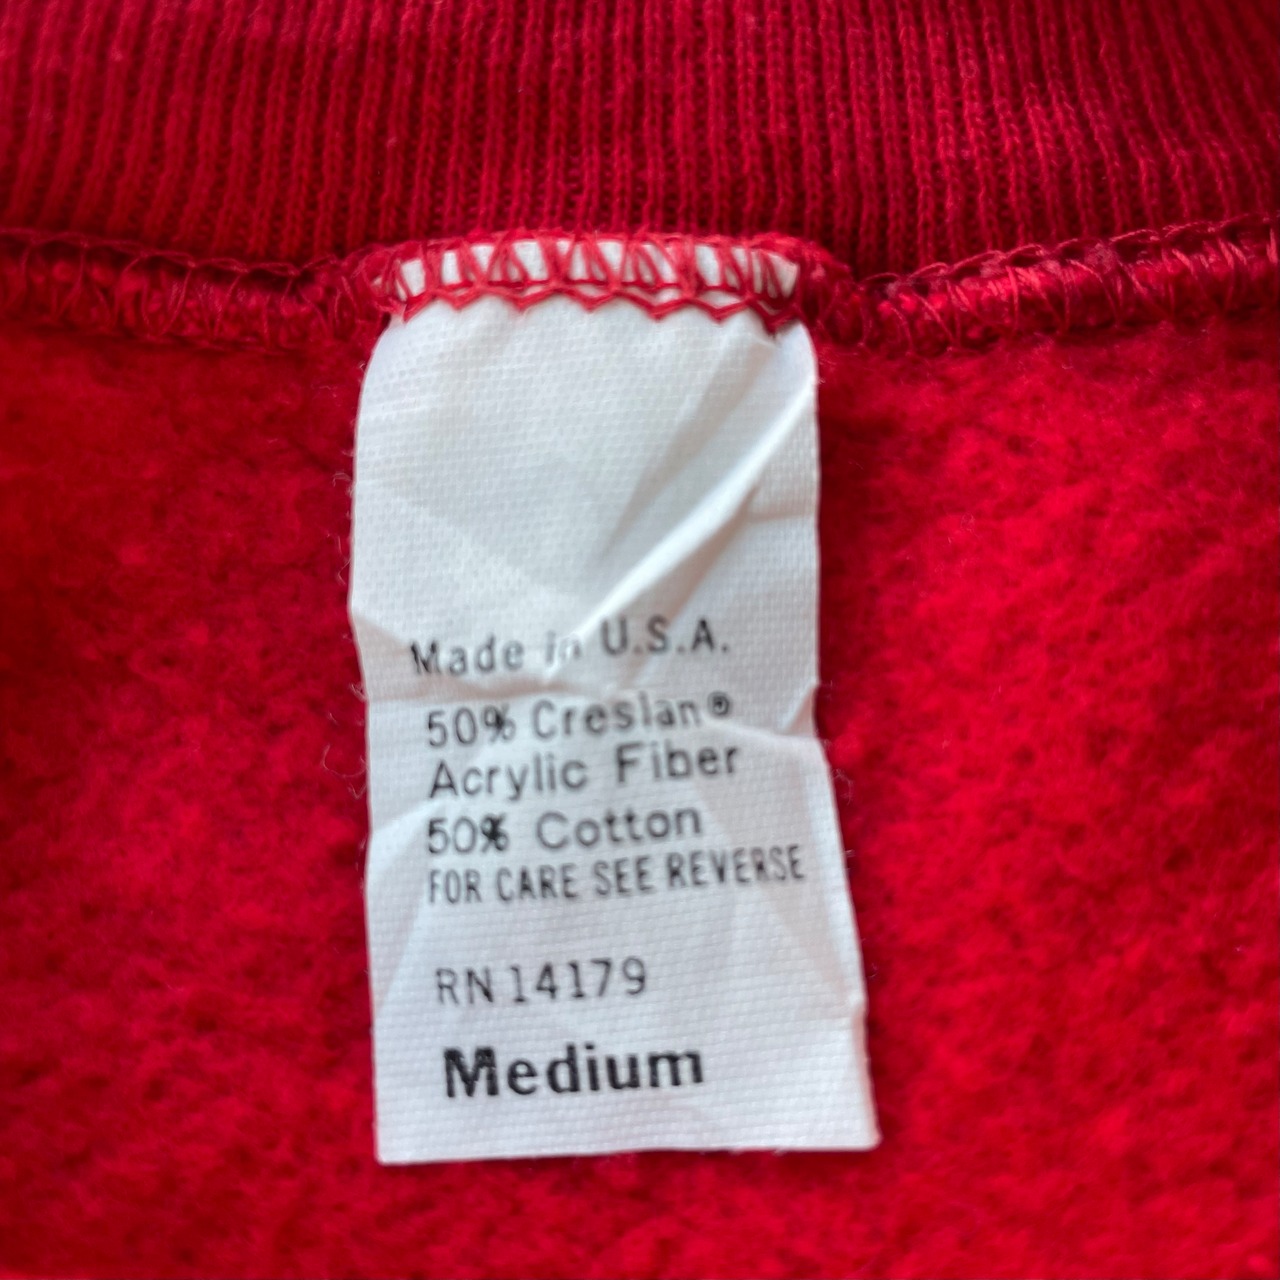 Made in U.S.A.
50% Creslan®
Acrylic Fiber
50% Cotton
FOR CARE SEE REVERSE
RN 14179
Medium